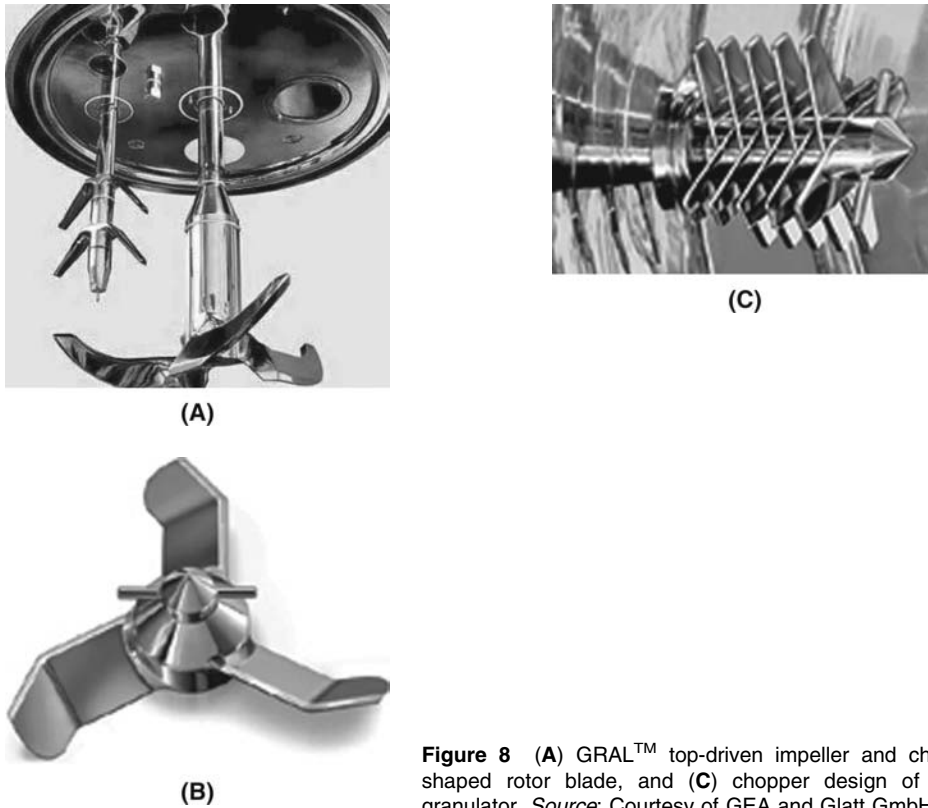 (A)
(C)
(B)
Figure 8 (A) GRAL™ top-driven impeller and ch
shaped rotor blade, and (C) chopper design of
granulator. Source: Courtesy of GEA and Glatt GmbH